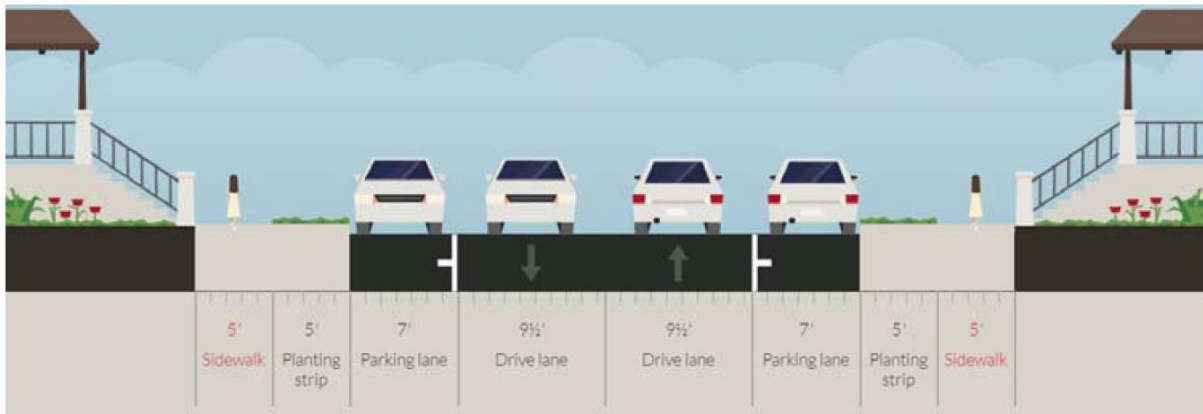 5' 5' 7' 9½' 9½' 7' 5' 5'
Sidewalk Planting strip Parking lane Drive lane Drive lane Parking lane Planting strip Sidewalk